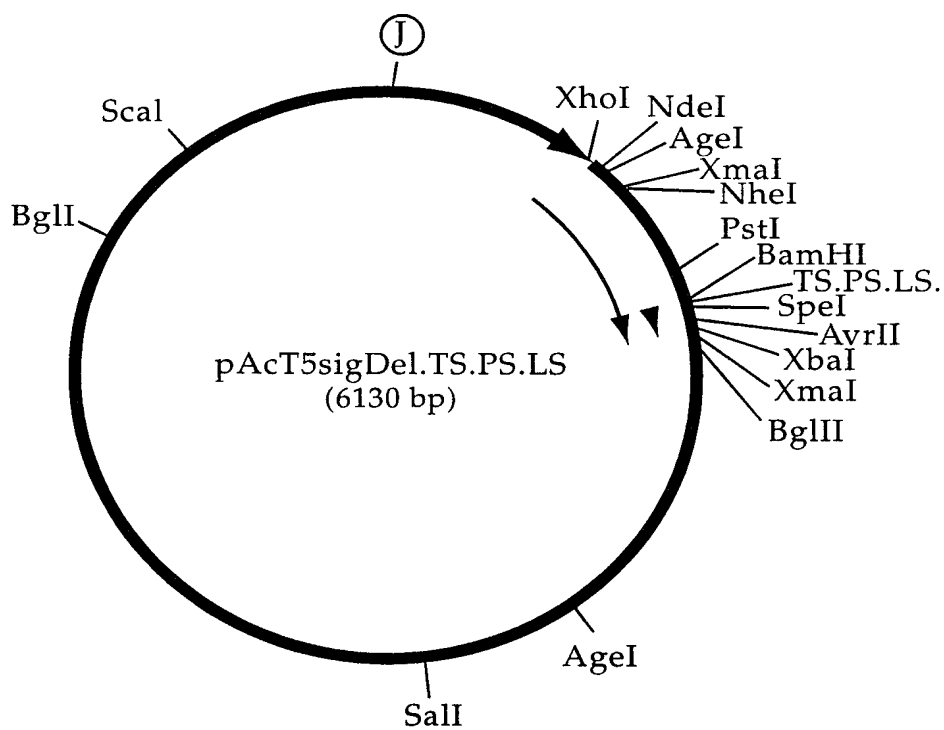 J
XhoI
NdeI
AgeI
XmaI
NheI
PstI
BamHI
TS.PS.LS.
SpeI
AvrII
XbaI
XmaI
BglII
AgeI
SalI
BglI
ScaI
pAcT5sigDel.TS.PS.LS
(6130 bp)